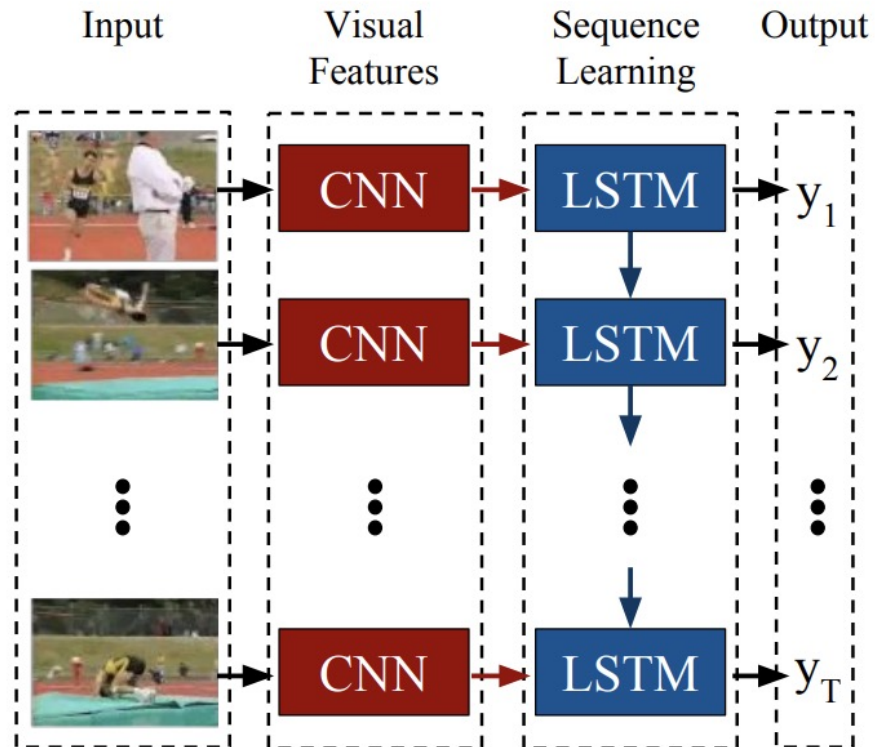 Input
Visual
Features
Sequence
Learning
Output
CNN
LSTM
y1
CNN
LSTM
y2
CNN
LSTM
yT